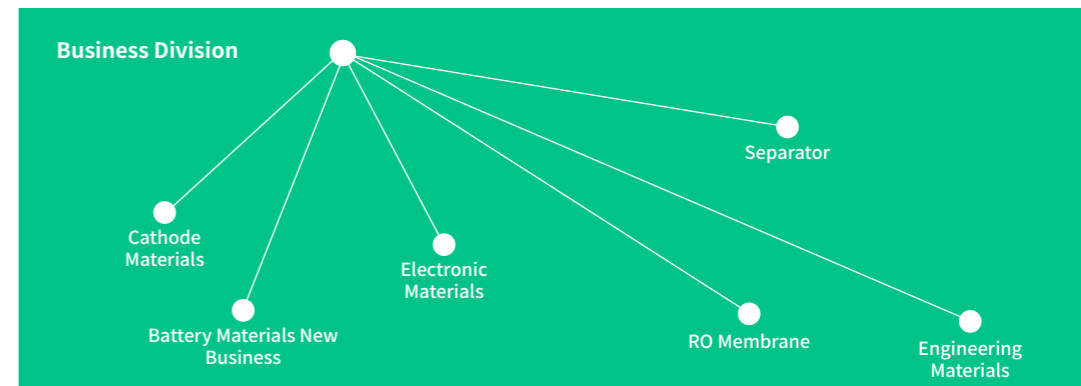 Business Division
Separator
Cathode
Materials
Electronic
Materials
Battery Materials New
Business
RO Membrane
Engineering
Materials